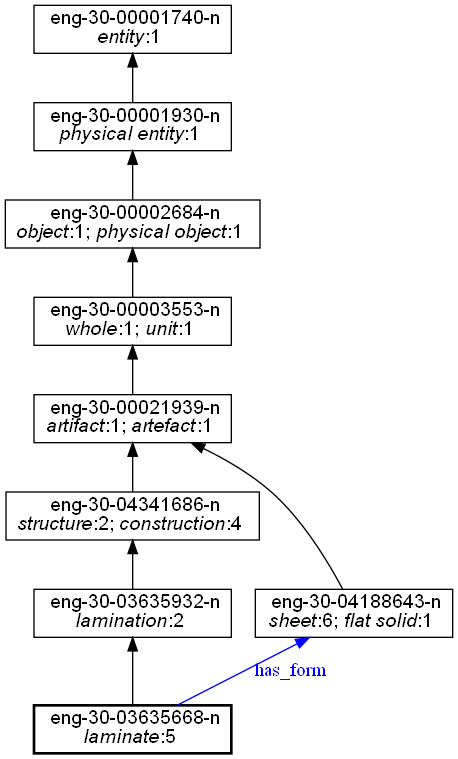 eng-30-00001740-n
entity:1
eng-30-00001930-n
physical entity:1
eng-30-00002684-n
object:1; physical object:1
eng-30-00003553-n
whole:1; unit:1
eng-30-00021939-n
artifact:1; artefact:1
eng-30-04341686-n
structure:2; construction:4
eng-30-03635932-n
lamination:2
eng-30-04188643-n
sheet:6; flat solid:1
has_form
eng-30-03635668-n
laminate:5